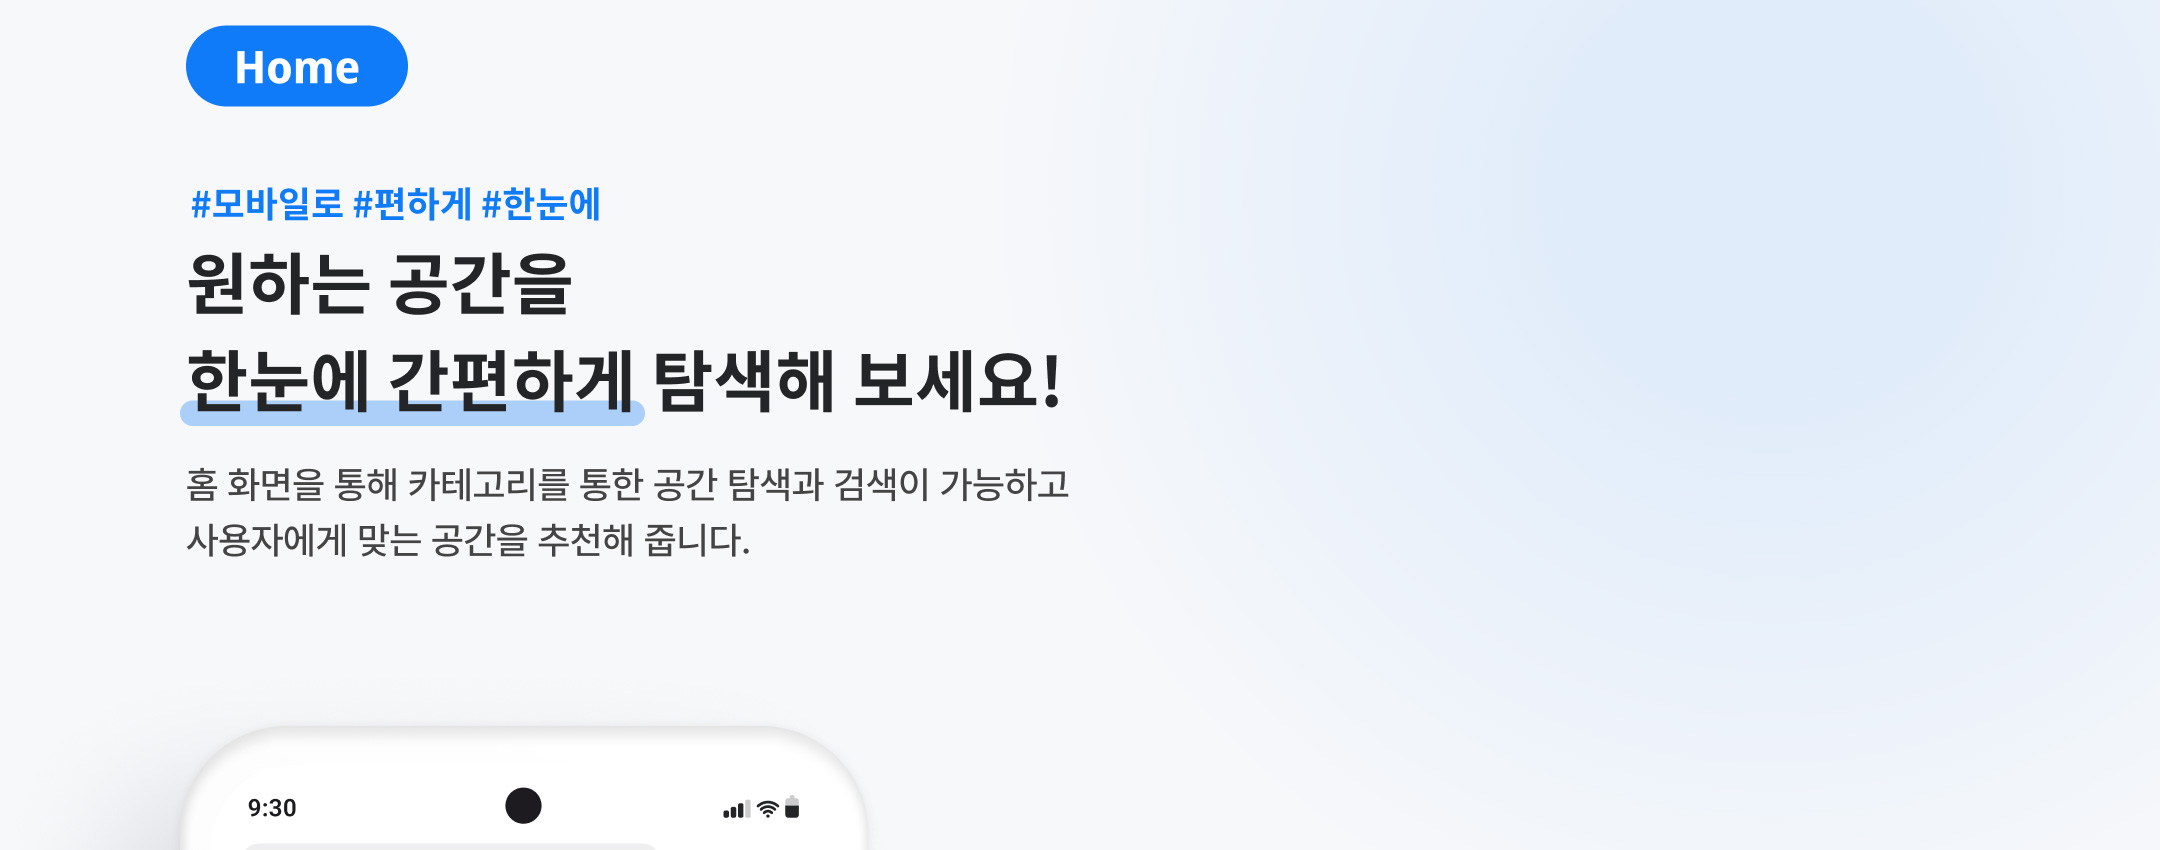 Home
#모바일로 #편하게 #한눈에
원하는 공간을
한눈에 간편하게 탐색해 보세요!
홈 화면을 통해 카테고리를 통한 공간 탐색과 검색이 가능하고
사용자에게 맞는 공간을 추천해 줍니다.
9:30